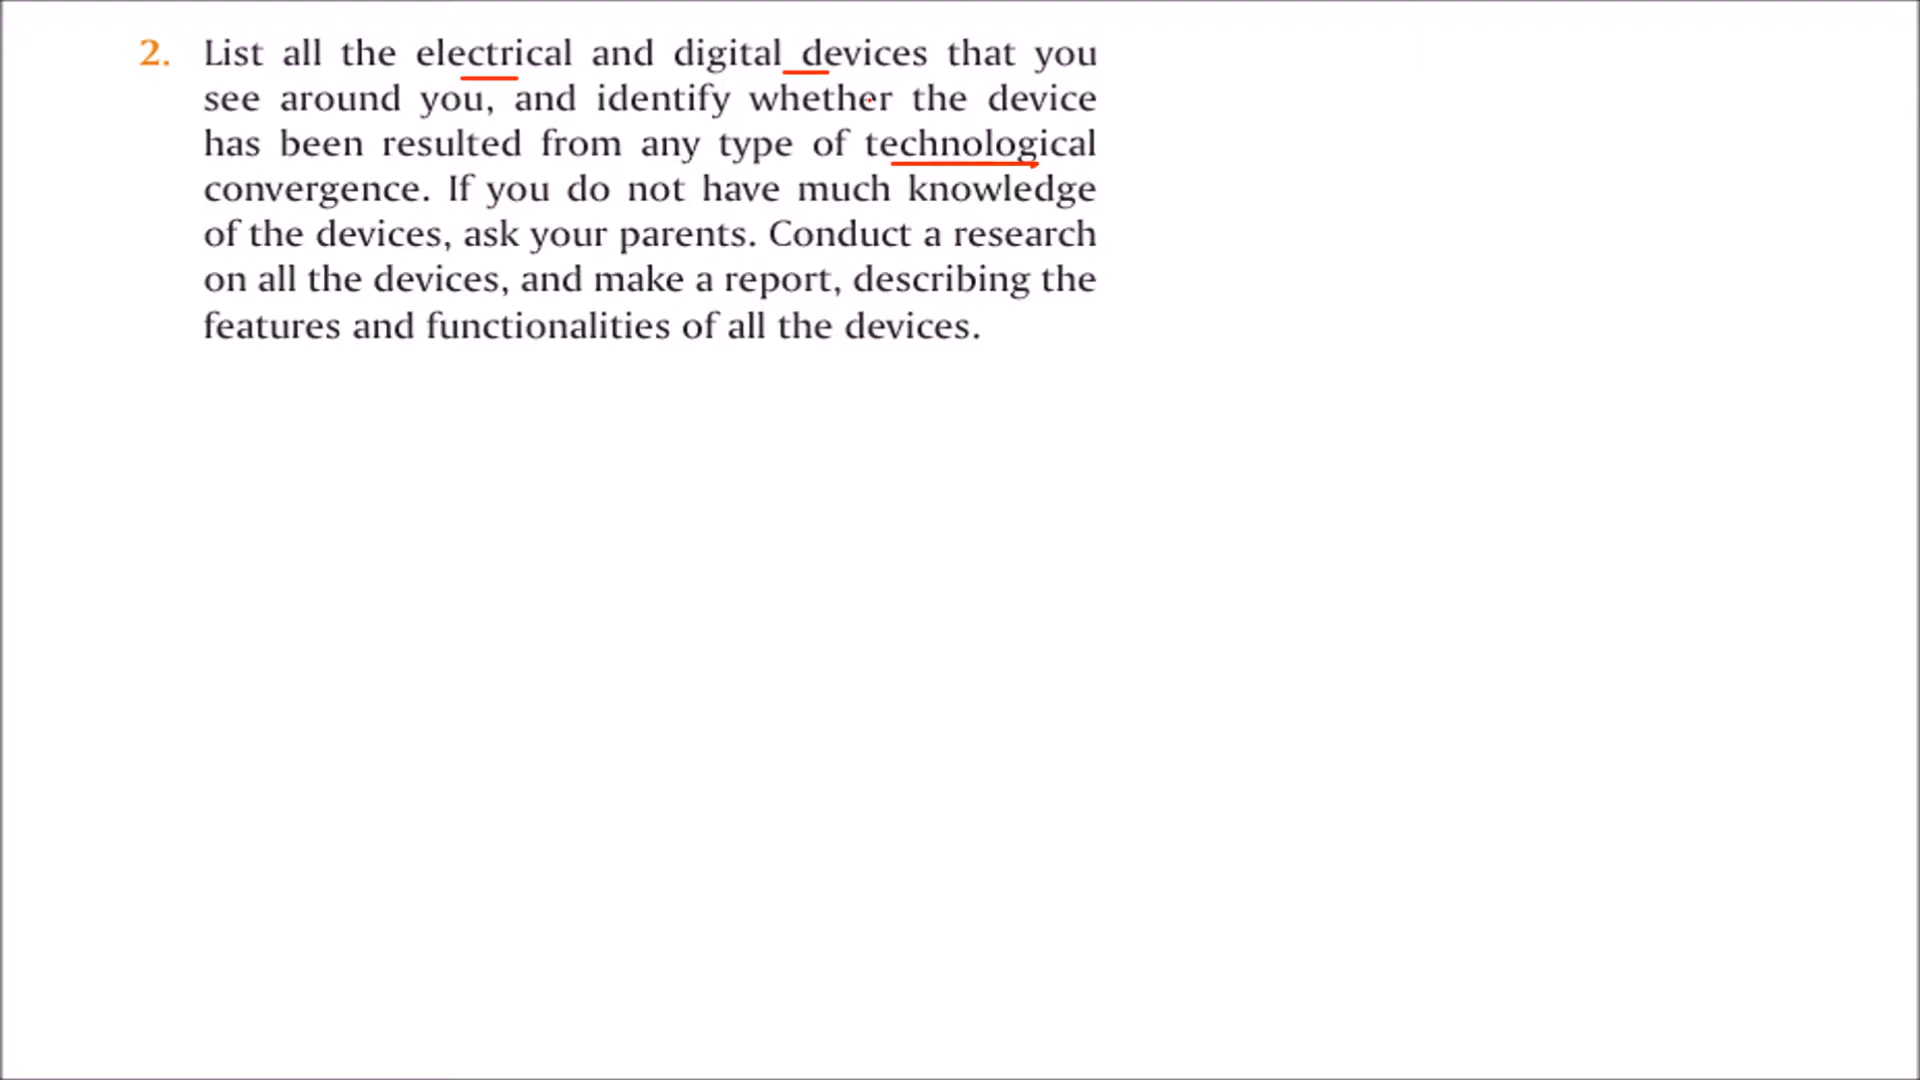 2. List all the electrical and digital devices that you
see around you, and identify whether the device
has been resulted from any type of technological
convergence. If you do not have much knowledge
of the devices, ask your parents. Conduct a research
on all the devices, and make a report, describing the
features and functionalities of all the devices.